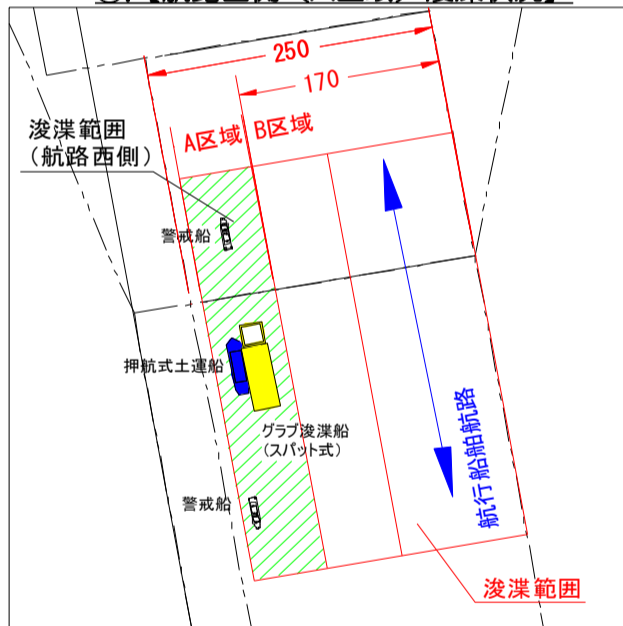 250
170
A区域 B区域
浚渫範囲
（航路西側）
警戒船
押航式土運船
グラブ浚渫船
（スパット式）
警戒船
航行船舶航路
浚渫範囲